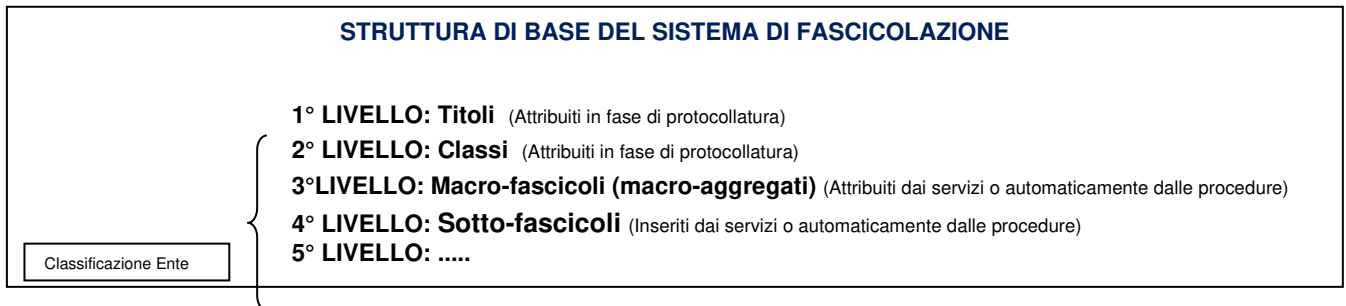 STRUTTURA DI BASE DEL SISTEMA DI FASCICOLAZIONE
1° LIVELLO: Titoli (Attribuiti in fase di protocollatura)
2° LIVELLO: Classi (Attribuiti in fase di protocollatura)
3°LIVELLO: Macro-fascicoli (macro-aggregati) (Attribuiti dai servizi o automaticamente dalle procedure)
4° LIVELLO: Sotto-fascicoli (Inseriti dai servizi o automaticamente dalle procedure)
5° LIVELLO: .....
Classificazione Ente